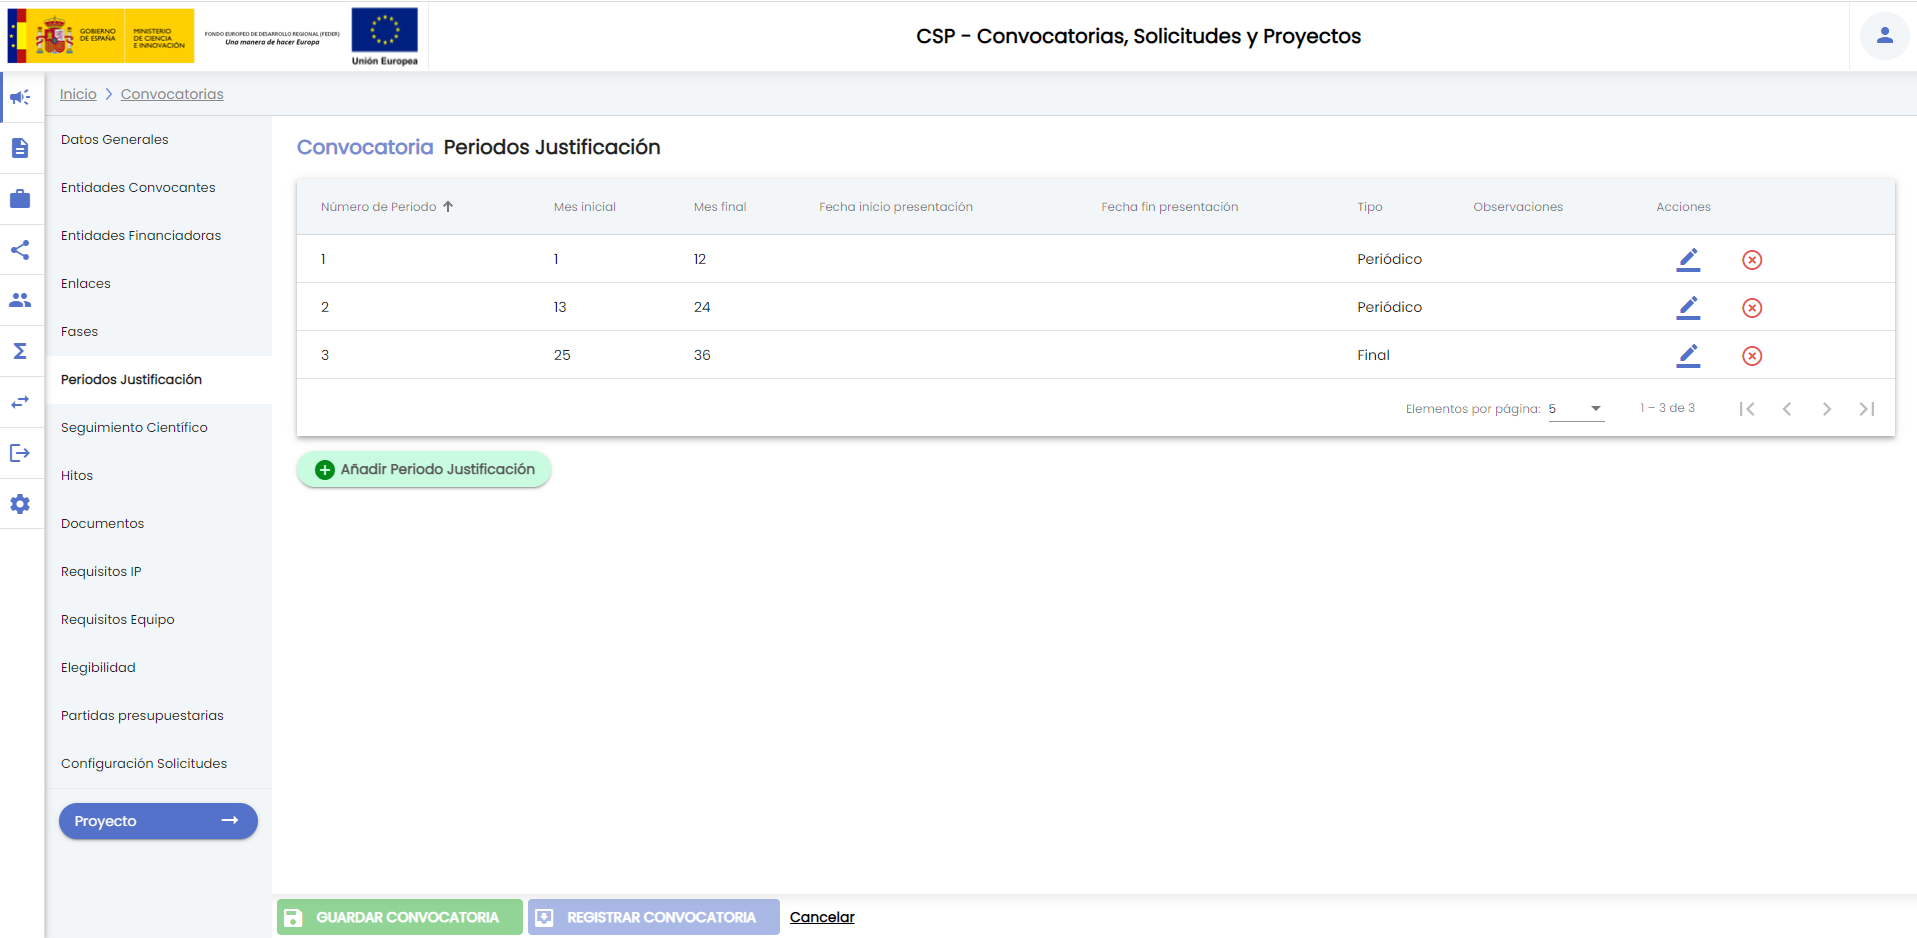 GOBIERNO
DE ESPAÑA
MINISTERIO
DE CIENCIA
E INNOVACIÓN
FONDO EUROPEO DE DESARROLLO REGIONAL (FEDER)
Una manera de hacer Europa
Unión Europea
CSP - Convocatorias, Solicitudes y Proyectos
Inicio > Convocatorias
Datos Generales
Entidades Convocantes
Entidades Financiadoras
Enlaces
Fases
Periodos Justificación
Seguimiento Científico
Hitos
Documentos
Requisitos IP
Requisitos Equipo
Elegibilidad
Partidas presupuestarias
Configuración Solicitudes
Proyecto
Convocatoria Periodos Justificación
Número de Periodo Mes inicial Mes final Fecha inicio presentación Fecha fin presentación Tipo Observaciones Acciones
1 1 12 Periódico
2 13 24 Periódico
3 25 36 Final
Elementos por página: 5 1 – 3 de 3
Añadir Periodo Justificación
GUARDAR CONVOCATORIA REGISTRAR CONVOCATORIA Cancelar